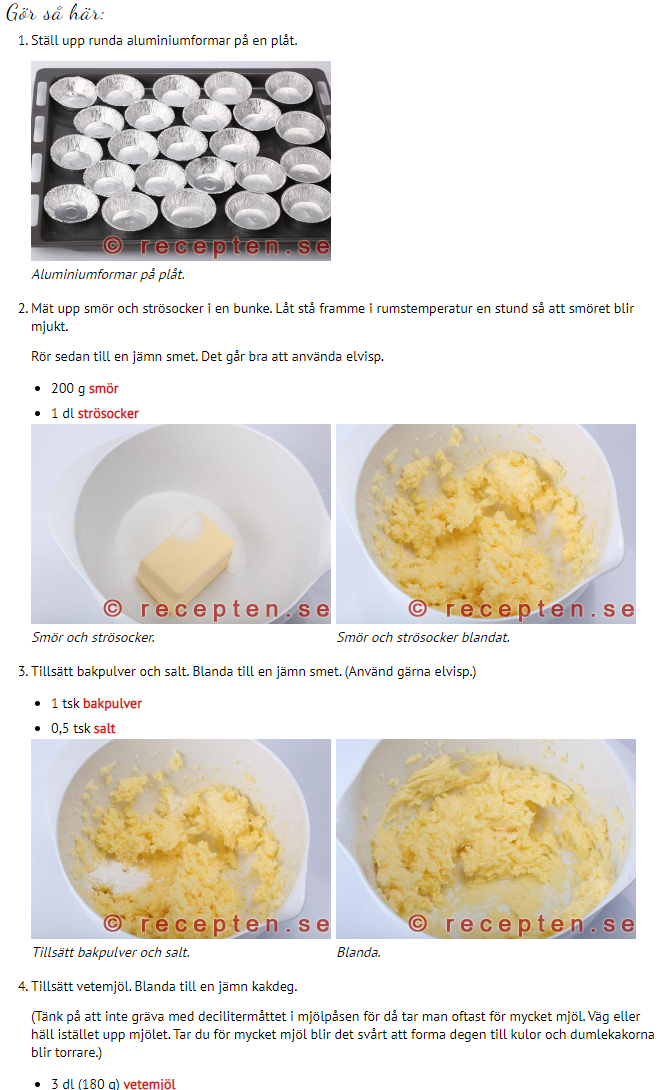 Gör så här:
1. Ställ upp runda aluminiumformar på en plåt.
© recepten.se
Aluminiumformar på plåt.
2. Mät upp smör och strösocker i en bunke. Låt stå framme i rumstemperatur en stund så att smöret blir
mjukt.
Rör sedan till en jämn smet. Det går bra att använda elvisp.
• 200 g smör
• 1 dl strösocker
© recepten.se © recepten.se
Smör och strösocker. Smör och strösocker blandat.
3. Tillsätt bakpulver och salt. Blanda till en jämn smet. (Använd gärna elvisp.)
• 1 tsk bakpulver
• 0,5 tsk salt
© recepten.se © recepten.se
Tillsätt bakpulver och salt. Blanda.
4. Tillsätt vetemjöl. Blanda till en jämn kakdeg.
(Tänk på att inte gräva med decilitermåttet i mjölpåsen för då tar man oftast för mycket mjöl. Väg eller
häll istället upp mjölet. Tar du för mycket mjöl blir det svårt att forma degen till kulor och dumlekakorna
blir torrare.)
• 3 dl (180 g) vetemjöl